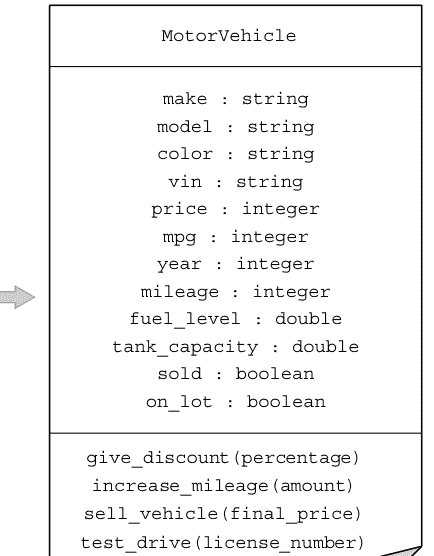 MotorVehicle
make : string
model : string
color : string
vin : string
price : integer
mpg : integer
year : integer
mileage : integer
fuel_level : double
tank_capacity : double
sold : boolean
on_lot : boolean
give_discount(percentage)
increase_mileage(amount)
sell_vehicle(final_price)
test_drive(license_number)